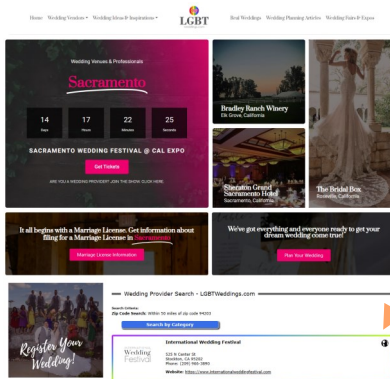 Home Wedding Vendors Wedding Ideas & Inspirations LGBT Real Weddings Wedding Planning Articles Wedding Fairs & Expos
Wedding Venues & Professionals
Sacramento
14 17 22 25
Days Hours Minutes Seconds
SACRAMENTO WEDDING FESTIVAL @ CAL EXPO
Get Tickets
ARE YOU A WEDDING PROVIDER? JOIN THE SHOW. CLICK HERE
Bradley Ranch Winery
Elk Grove, California
Sheraton Grand
Sacramento Hotel
Sacramento, California
The Bridal Box
Roseville, California
It all begins with a Marriage License. Get information about
filing for a Marriage License in Sacramento
Marriage License Information
We've got everything and everyone ready to get your
dream wedding come true!
Plan Your Wedding
Register Your
Wedding!
Wedding Provider Search - LGBTWeddings.com
Search Criteria:
Zip Code Search: Within 50 miles of zip code 94203
Search by Category
International Wedding Festival
Wedding
Festival
525 N Center St
Stockton, CA 95202
Website: https://www.internationalweddingfestival.com